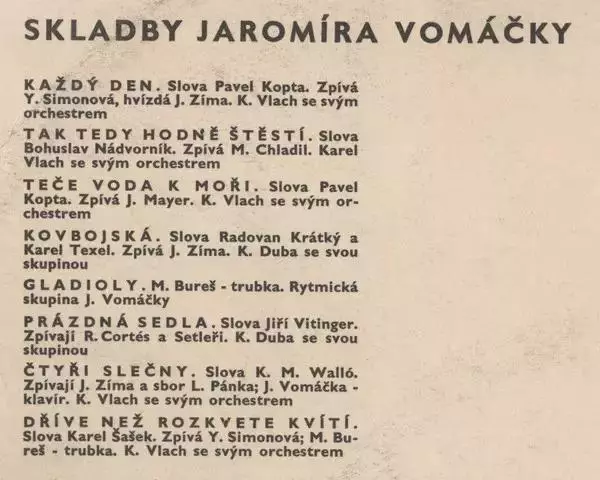 SKLADBY JAROMÍRA VOMÁČKY
KAŽDÝ DEN. Slova Pavel Kopta. Zpívá
Y. Simonová, hvízdá J. Zíma. K. Vlach se svým
orchestrem
TAK TEDY HODNĚ ŠTĚSTÍ. Slova
Bohuslav Nádvorník. Zpívá M. Chladil. Karel
Vlach se svým orchestrem
TEČE VODA K MOŘI. Slova Pavel
Kopta. Zpívá J. Mayer. K. Vlach se svým or-
chestrem
KOVBOJSKÁ. Slova Radovan Krátký a
Karel Texel. Zpívá J. Zíma. K. Duba se svou
skupinou
GLADIOLY. M. Bureš - trubka. Rytmická
skupina J. Vomáčky
PRÁZDNÁ SEDLA. Slova Jiří Vitinger.
Zpívají R. Cortés a Setleři. K. Duba se svou
skupinou
ČTYŘI SLEČNY. Slova K. M. Walló.
Zpívají J. Zíma a sbor L. Pánka; J. Vomáčka -
klavír. K. Vlach se svým orchestrem
DŘÍVE NEŽ ROZKVETE KVÍTÍ.
Slova Karel Šašek. Zpívá Y. Simonová; M. Bu-
reš - trubka. K. Vlach se svým orchestrem